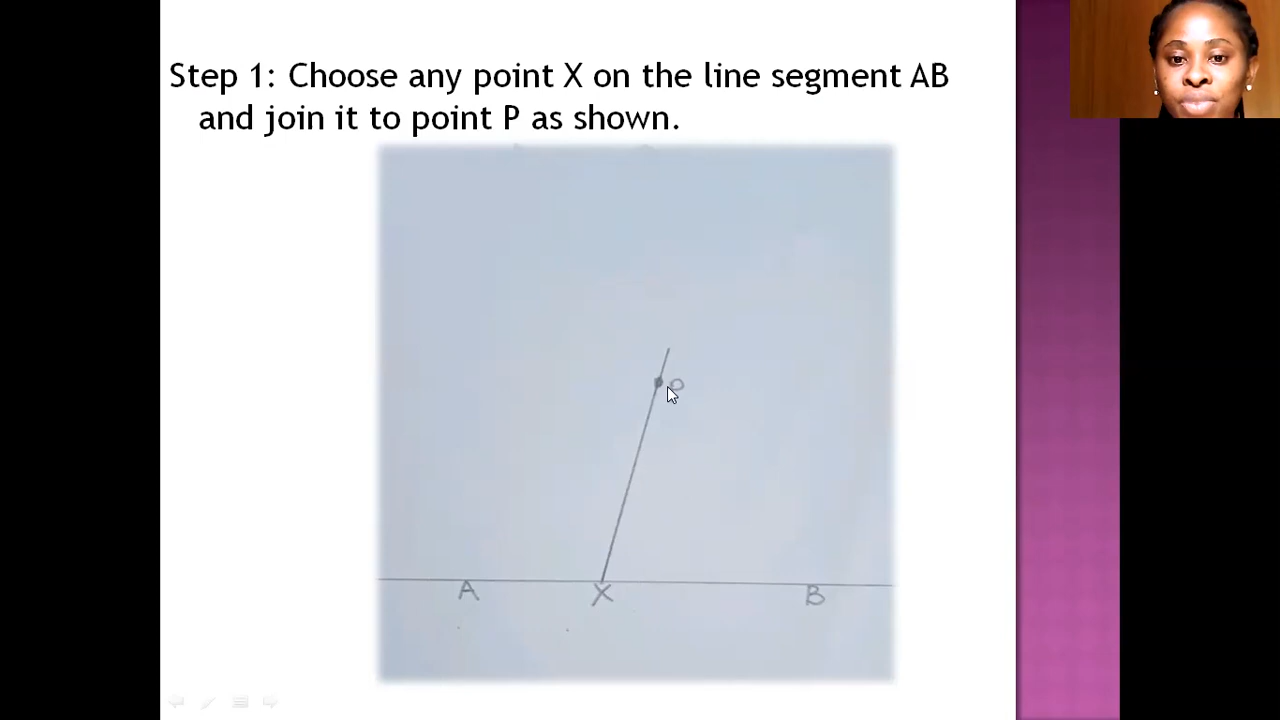 Step 1: Choose any point X on the line segment AB
and join it to point P as shown.
P
A X B